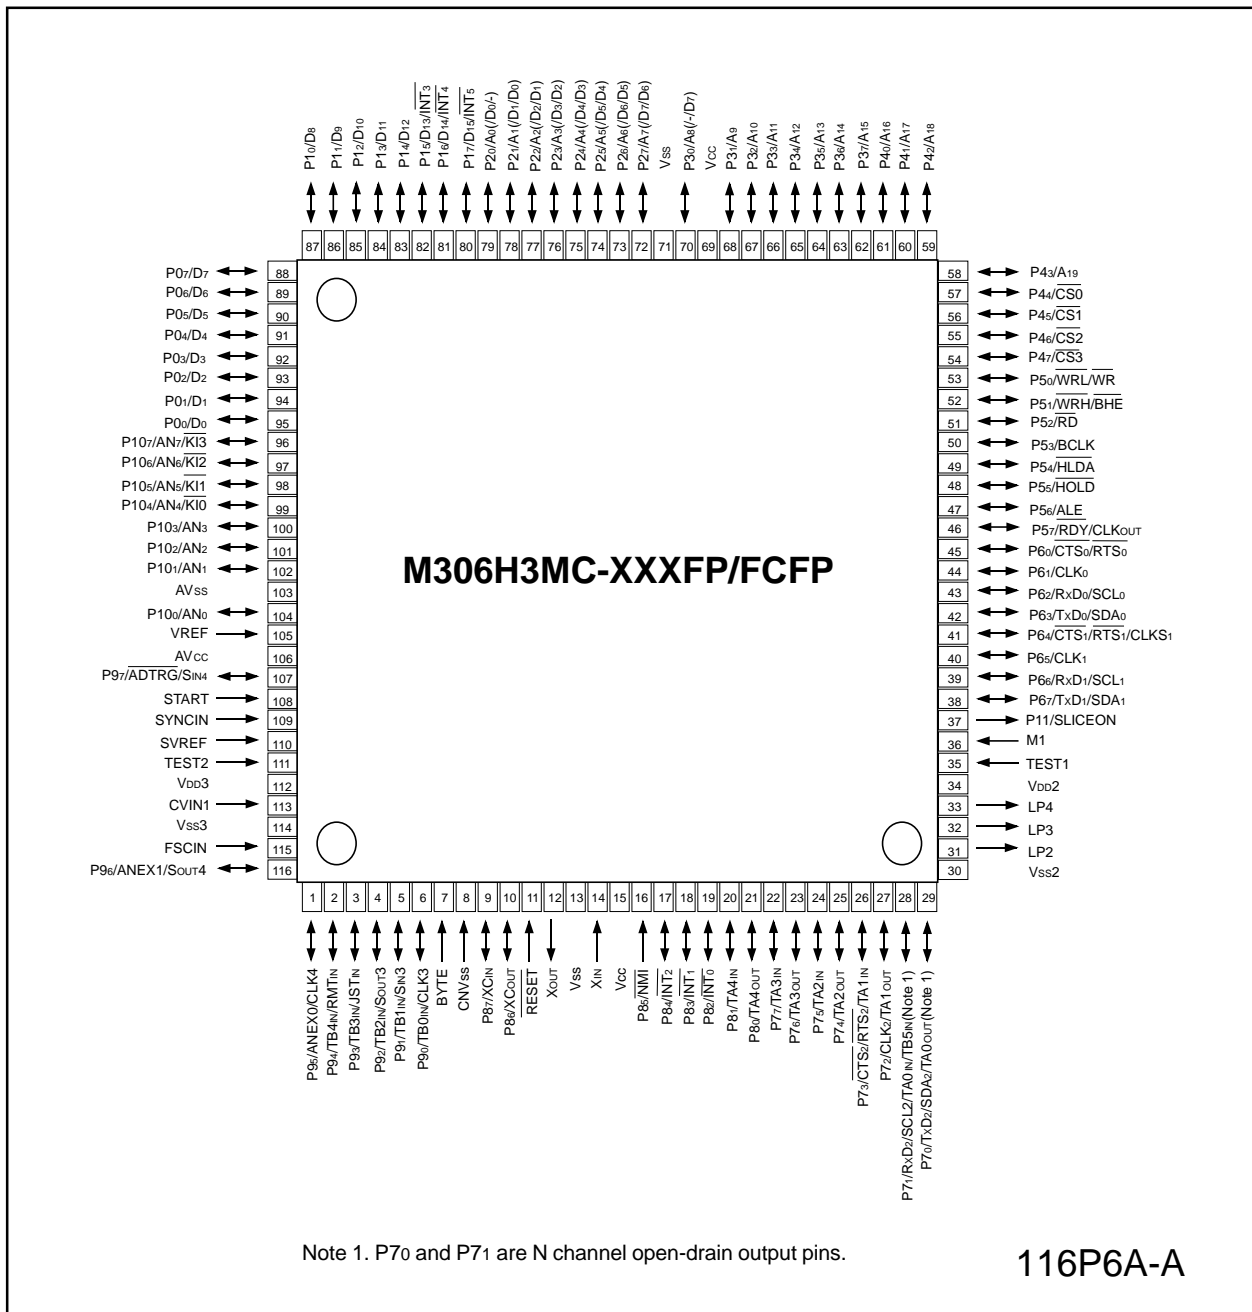 P10/D8
P11/D9
P12/D10
P13/D11
P14/D12
P15/D13/INT3
P16/D14/INT4
P17/D15/INT5
P20/A0(/D0/-)
P21/A1(/D1/D0)
P22/A2(/D2/D1)
P23/A3(/D3/D2)
P24/A4(/D4/D3)
P25/A5(/D5/D4)
P26/A6(/D6/D5)
P27/A7(/D7/D6)
Vss
P30/A8(/-/D7)
Vcc
P31/A9
P32/A10
P33/A11
P34/A12
P35/A13
P36/A14
P37/A15
P40/A16
P41/A17
P42/A18
87 86 85 84 83 82 81 80 79 78 77 76 75 74 73 72 71 70 69 68 67 66 65 64 63 62 61 60 59
P07/D7 88
P06/D6 89
P05/D5 90
P04/D4 91
P03/D3 92
P02/D2 93
P01/D1 94
P00/D0 95
P107/AN7/KI3 96
P106/AN6/KI2 97
P105/AN5/KI1 98
P104/AN4/KI0 99
P103/AN3 100
P102/AN2 101
P101/AN1 102
AVss 103
P100/AN0 104
VREF 105
AVcc 106
P97/ADTRG/SIN4 107
START 108
SYNCIN 109
SVREF 110
TEST2 111
VDD3 112
CVIN1 113
Vss3 114
FSCIN 115
P96/ANEX1/SOUT4 116
M306H3MC-XXXFP/FCFP
58 P43/A19
57 P44/CS0
56 P45/CS1
55 P46/CS2
54 P47/CS3
53 P50/WRL/WR
52 P51/WRH/BHE
51 P52/RD
50 P53/BCLK
49 P54/HLDA
48 P55/HOLD
47 P56/ALE
46 P57/RDY/CLKOUT
45 P60/CTS0/RTS0
44 P61/CLK0
43 P62/RxD0/SCL0
42 P63/TxD0/SDA0
41 P64/CTS1/RTS1/CLKS1
40 P65/CLK1
39 P66/RxD1/SCL1
38 P67/TxD1/SDA1
37 P11/SLICEON
36 M1
35 TEST1
34 VDD2
33 LP4
32 LP3
31 LP2
30 Vss2
1 2 3 4 5 6 7 8 9 10 11 12 13 14 15 16 17 18 19 20 21 22 23 24 25 26 27 28 29
P95/ANEX0/CLK4
P94/TB4IN/RMTIN
P93/TB3IN/JSTIN
P92/TB2IN/SOUT3
P91/TB1IN/SIN3
P90/TB0IN/CLK3
BYTE
CNVss
P87/XCIN
P86/XCOUT
RESET
XOUT
Vss
XIN
Vcc
P85/NMI
P84/INT2
P83/INT1
P82/INT0
P81/TA4IN
P80/TA4OUT
P77/TA3IN
P76/TA3OUT
P75/TA2IN
P74/TA2OUT
P73/CTS2/RTS2/TA1IN
P72/CLK2/TA1OUT
P71/RxD2/SCL2/TA0IN/TB5IN(Note 1)
P70/TxD2/SDA2/TA0OUT(Note 1)
Note 1. P70 and P71 are N channel open-drain output pins.
116P6A-A